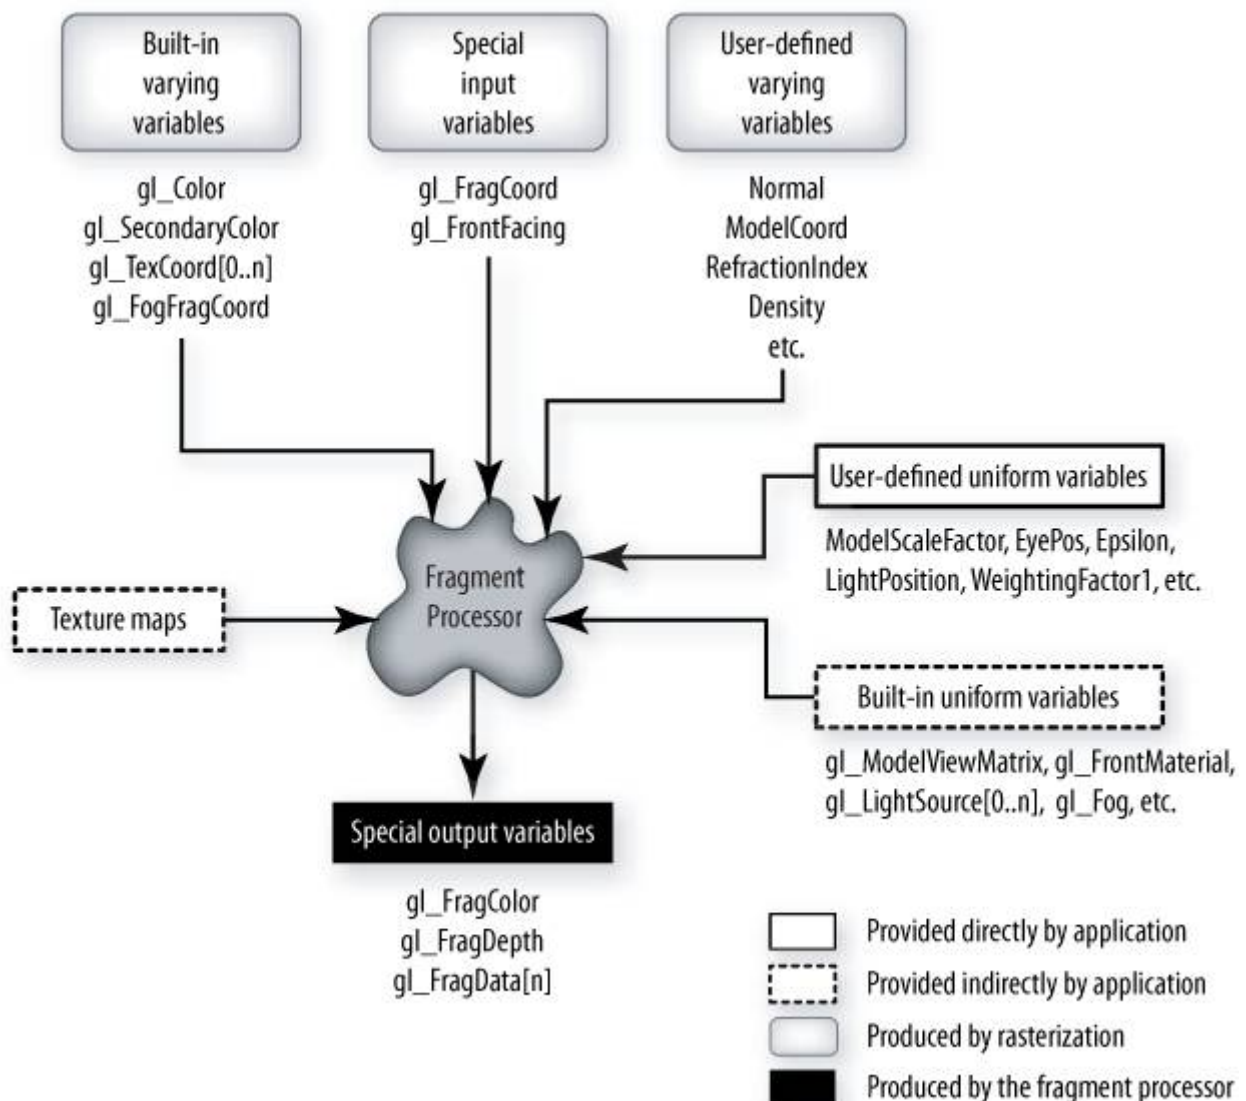 Built-in
varying
variables
Special
input
variables
User-defined
varying
variables
gl_Color
gl_SecondaryColor
gl_TexCoord[0..n]
gl_FogFragCoord
gl_FragCoord
gl_FrontFacing
Normal
ModelCoord
RefractionIndex
Density
etc.
User-defined uniform variables
ModelScaleFactor, EyePos, Epsilon,
LightPosition, WeightingFactor1, etc.
Fragment
Processor
Texture maps
Built-in uniform variables
gl_ModelViewMatrix, gl_FrontMaterial,
gl_LightSource[0..n], gl_Fog, etc.
Special output variables
gl_FragColor
gl_FragDepth
gl_FragData[n]
Provided directly by application
Provided indirectly by application
Produced by rasterization
Produced by the fragment processor